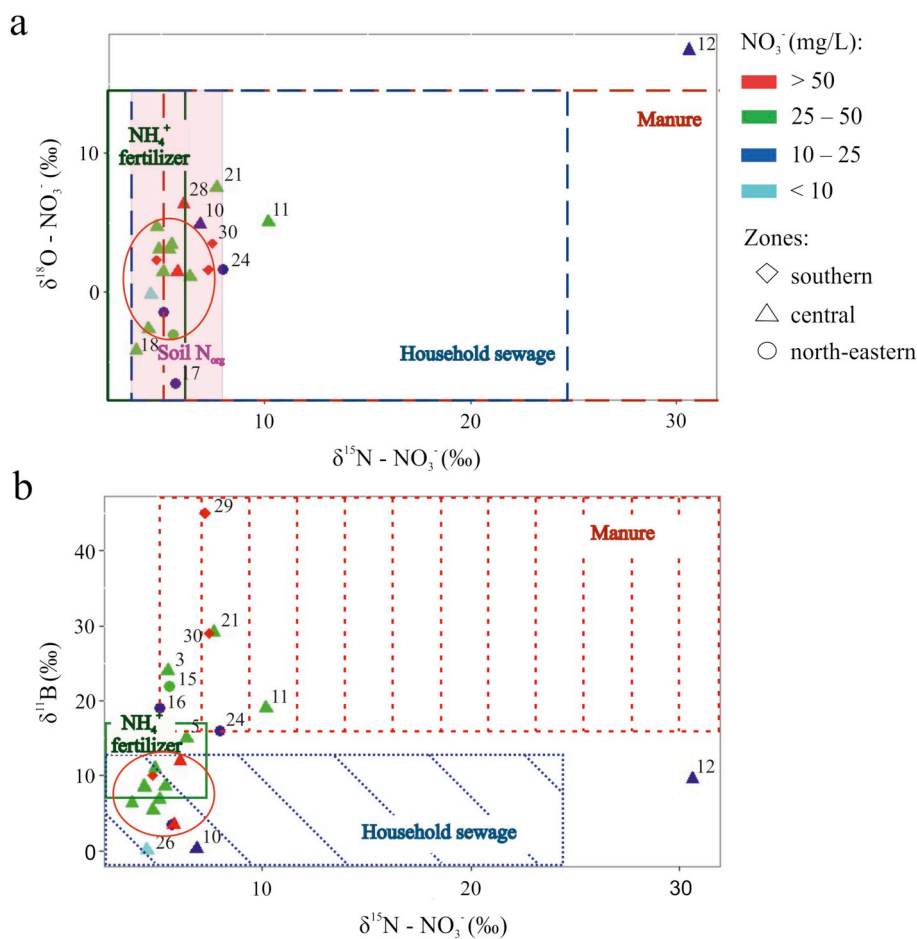 a
NO₃⁻ (mg/L):
> 50
25 – 50
10 – 25
< 10
Zones:
southern
central
north-eastern
12
Manure
NH₄⁺
fertilizer
21
28
10
11
30
24
18
Soil Norg
17
Household sewage
10
0
δ¹⁸O - NO₃⁻ (‰)
10
20
30
δ¹⁵N - NO₃⁻ (‰)
b
29
Manure
21
30
3
15
16
11
24
NH₄⁺
fertilizer
5
12
26
10
Household sewage
40
30
20
10
0
δ¹¹B (‰)
10
20
30
δ¹⁵N - NO₃⁻ (‰)